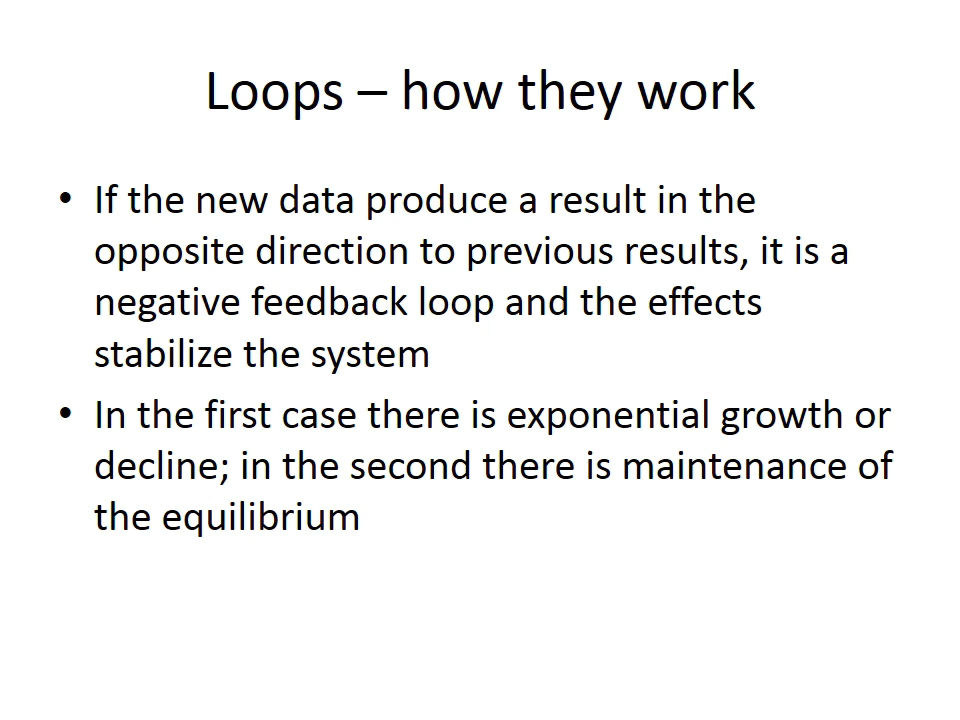 Loops – how they work
• If the new data produce a result in the
opposite direction to previous results, it is a
negative feedback loop and the effects
stabilize the system
• In the first case there is exponential growth or
decline; in the second there is maintenance of
the equilibrium